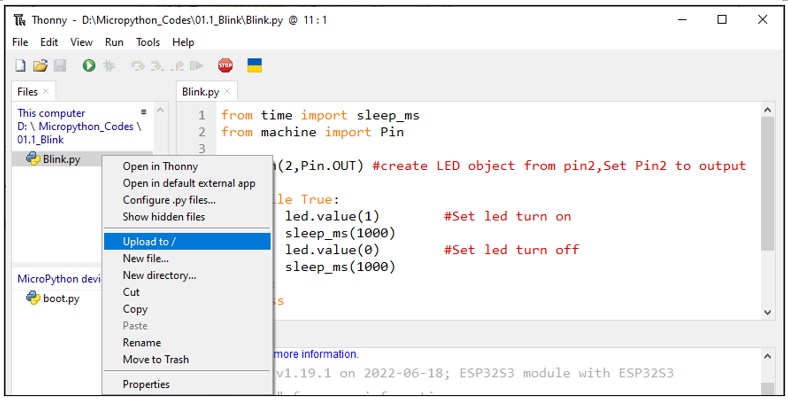 Thonny - D:\Micropython_Codes\01.1_Blink\Blink.py @ 11 : 1
File Edit View Run Tools Help
STOP
Files
This computer
D: \ Micropython_Codes \
01.1_Blink
Blink.py
MicroPython devi
boot.py
Open in Thonny
Open in default external app
Configure .py files...
Show hidden files
Upload to /
New file...
New directory...
Cut
Copy
Paste
Rename
Move to Trash
Properties
Blink.py
1 from time import sleep_ms
2 from machine import Pin
3
(2,Pin.OUT) #create LED object from pin2,Set Pin2 to output
le True:
led.value(1) #Set led turn on
sleep_ms(1000)
led.value(0) #Set led turn off
sleep_ms(1000)
:
ss
more information.
v1.19.1 on 2022-06-18; ESP32S3 module with ESP32S3